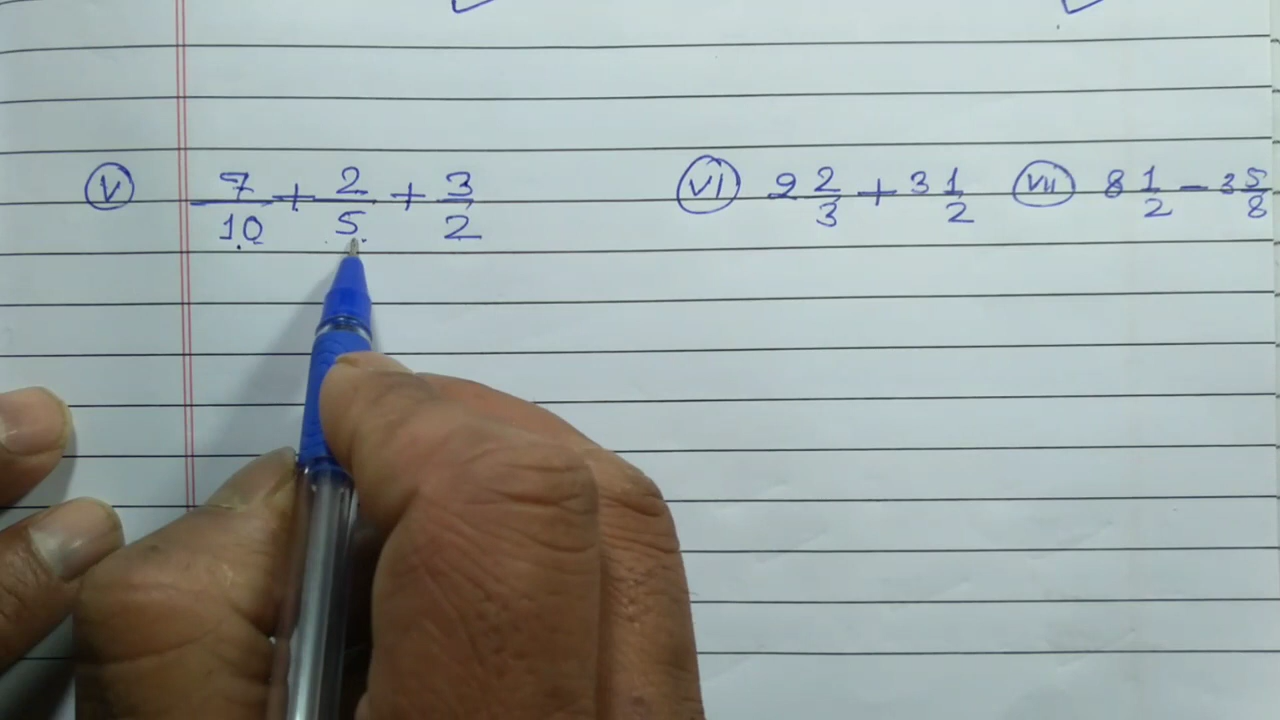 (v) 7/10 + 2/5 + 3/2 (vi) 2 2/3 + 3 1/2 (vii) 8 1/2 - 3 5/8